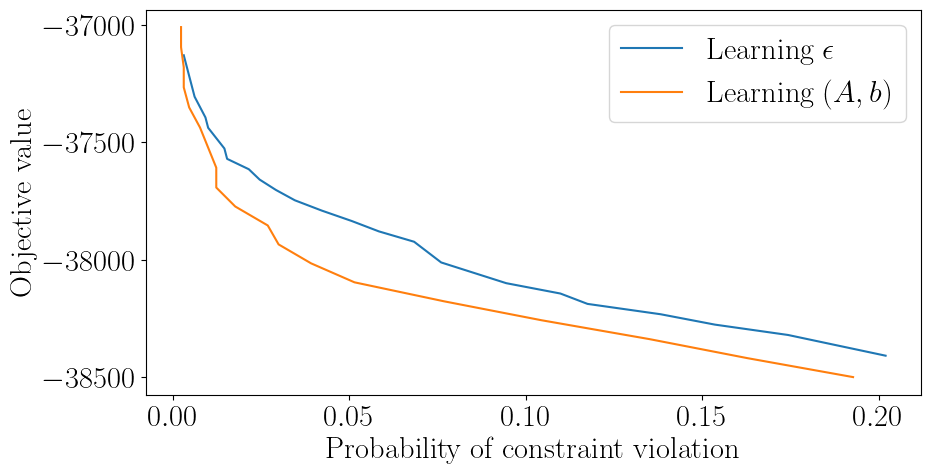 −37000
−37500
−38000
−38500
Objective value
0.00
0.05
0.10
0.15
0.20
Probability of constraint violation
Learning ϵ
Learning (A, b)